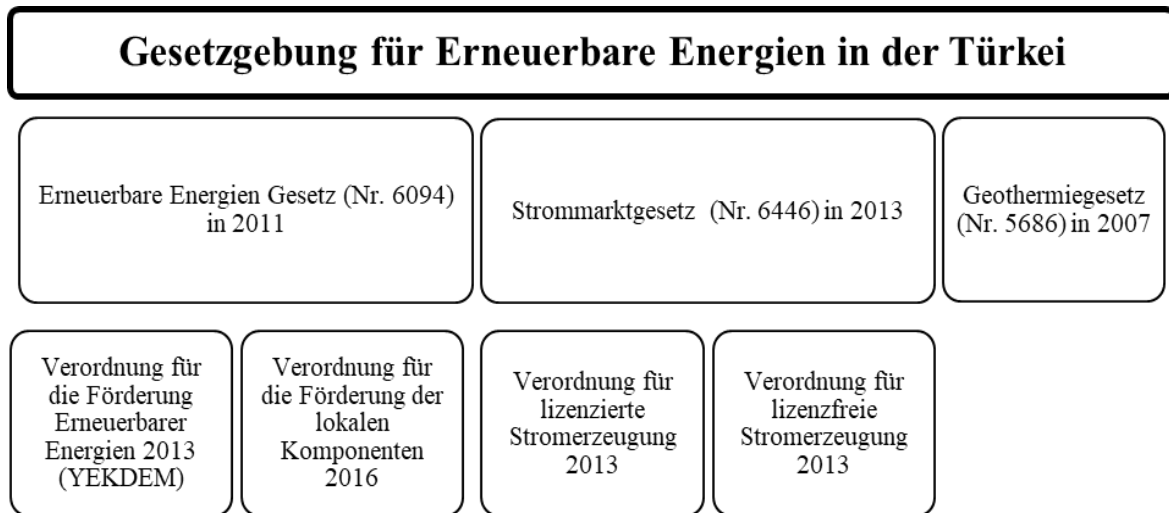 Gesetzgebung für Erneuerbare Energien in der Türkei
Erneuerbare Energien Gesetz (Nr. 6094)
in 2011
Strommarktgesetz (Nr. 6446) in 2013
Geothermiegesetz
(Nr. 5686) in 2007
Verordnung für
die Förderung
Erneuerbarer
Energien 2013
(YEKDEM)
Verordnung für
die Förderung der
lokalen
Komponenten
2016
Verordnung für
lizenzierte
Stromerzeugung
2013
Verordnung für
lizenzfreie
Stromerzeugung
2013